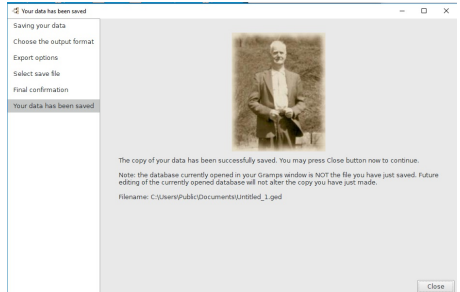 Your data has been saved
Saving your data
Choose the output format
Export options
Select save file
Final confirmation
Your data has been saved
The copy of your data has been successfully saved. You may press Close button now to continue.
Note: the database currently opened in your Gramps window is NOT the file you have just saved. Future
editing of the currently opened database will not alter the copy you have just made.
Filename: C:\Users\Public\Documents\Untitled_1.ged
Close